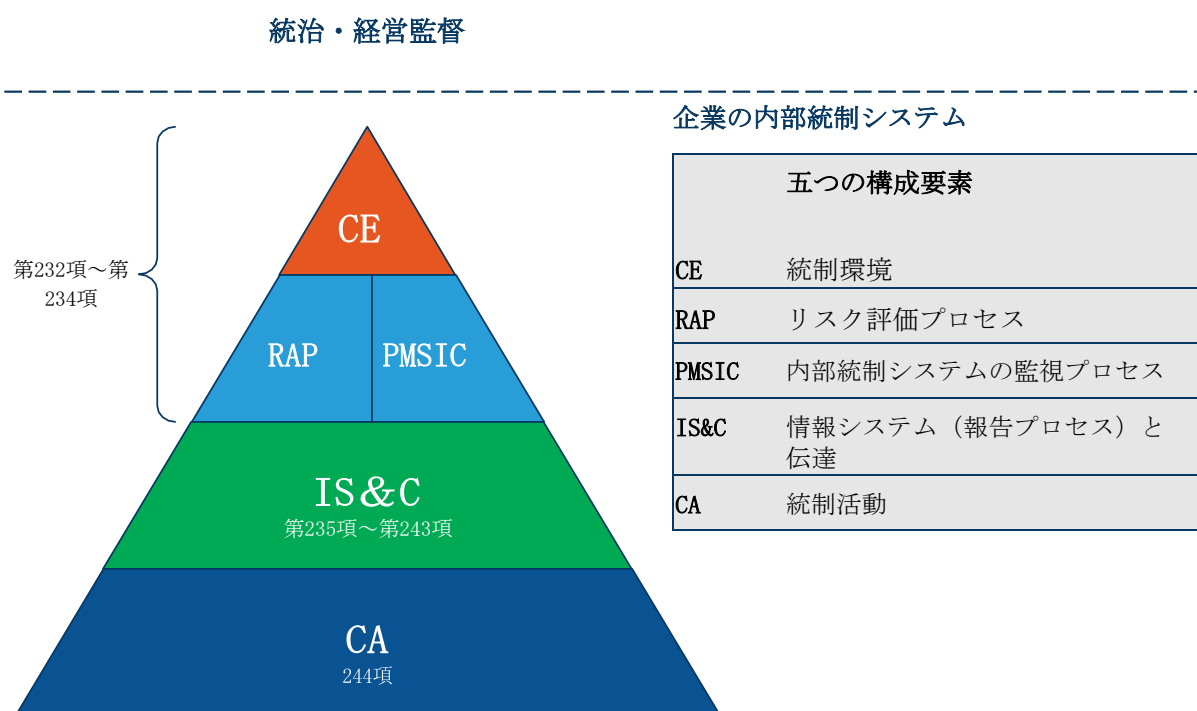 統治・経営監督
企業の内部統制システム
五つの構成要素
CE 統制環境
RAP リスク評価プロセス
PMSIC 内部統制システムの監視プロセス
IS&C 情報システム（報告プロセス）と
伝達
CA 統制活動
第232項～第
234項
CE
RAP PMSIC
IS＆C
第235項～第243項
CA
244項